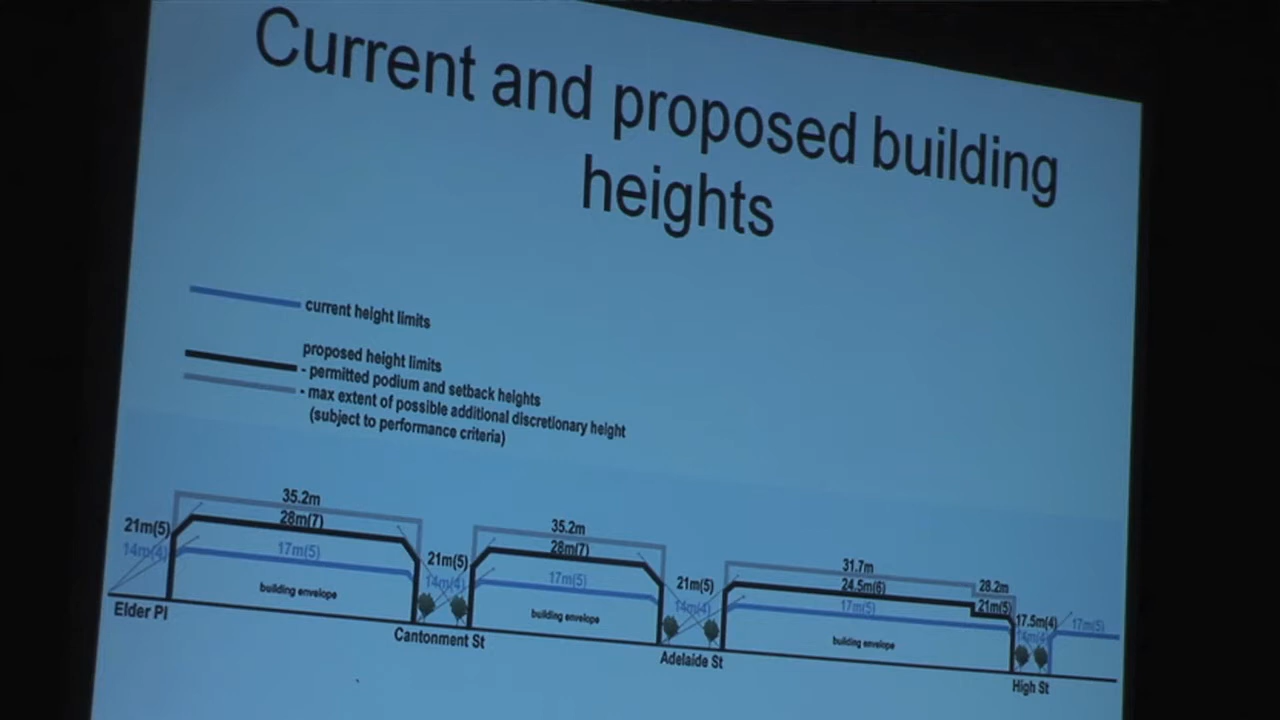 Current and proposed building
heights
current height limits
proposed height limits
- permitted podium and setback heights
- max extent of possible additional discretionary height
(subject to performance criteria)
35.2m
28m(7)
21m(5)
14m(4)
17m(5)
building envelope
Elder Pl
21m(5)
14m(4)
Cantonment St
35.2m
28m(7)
17m(5)
building envelope
21m(5)
14m(4)
Adelaide St
31.7m
24.5m(6)
17m(5)
building envelope
28.2m
21m(5)
17.5m(4)
14m(4)
17m(5)
High St